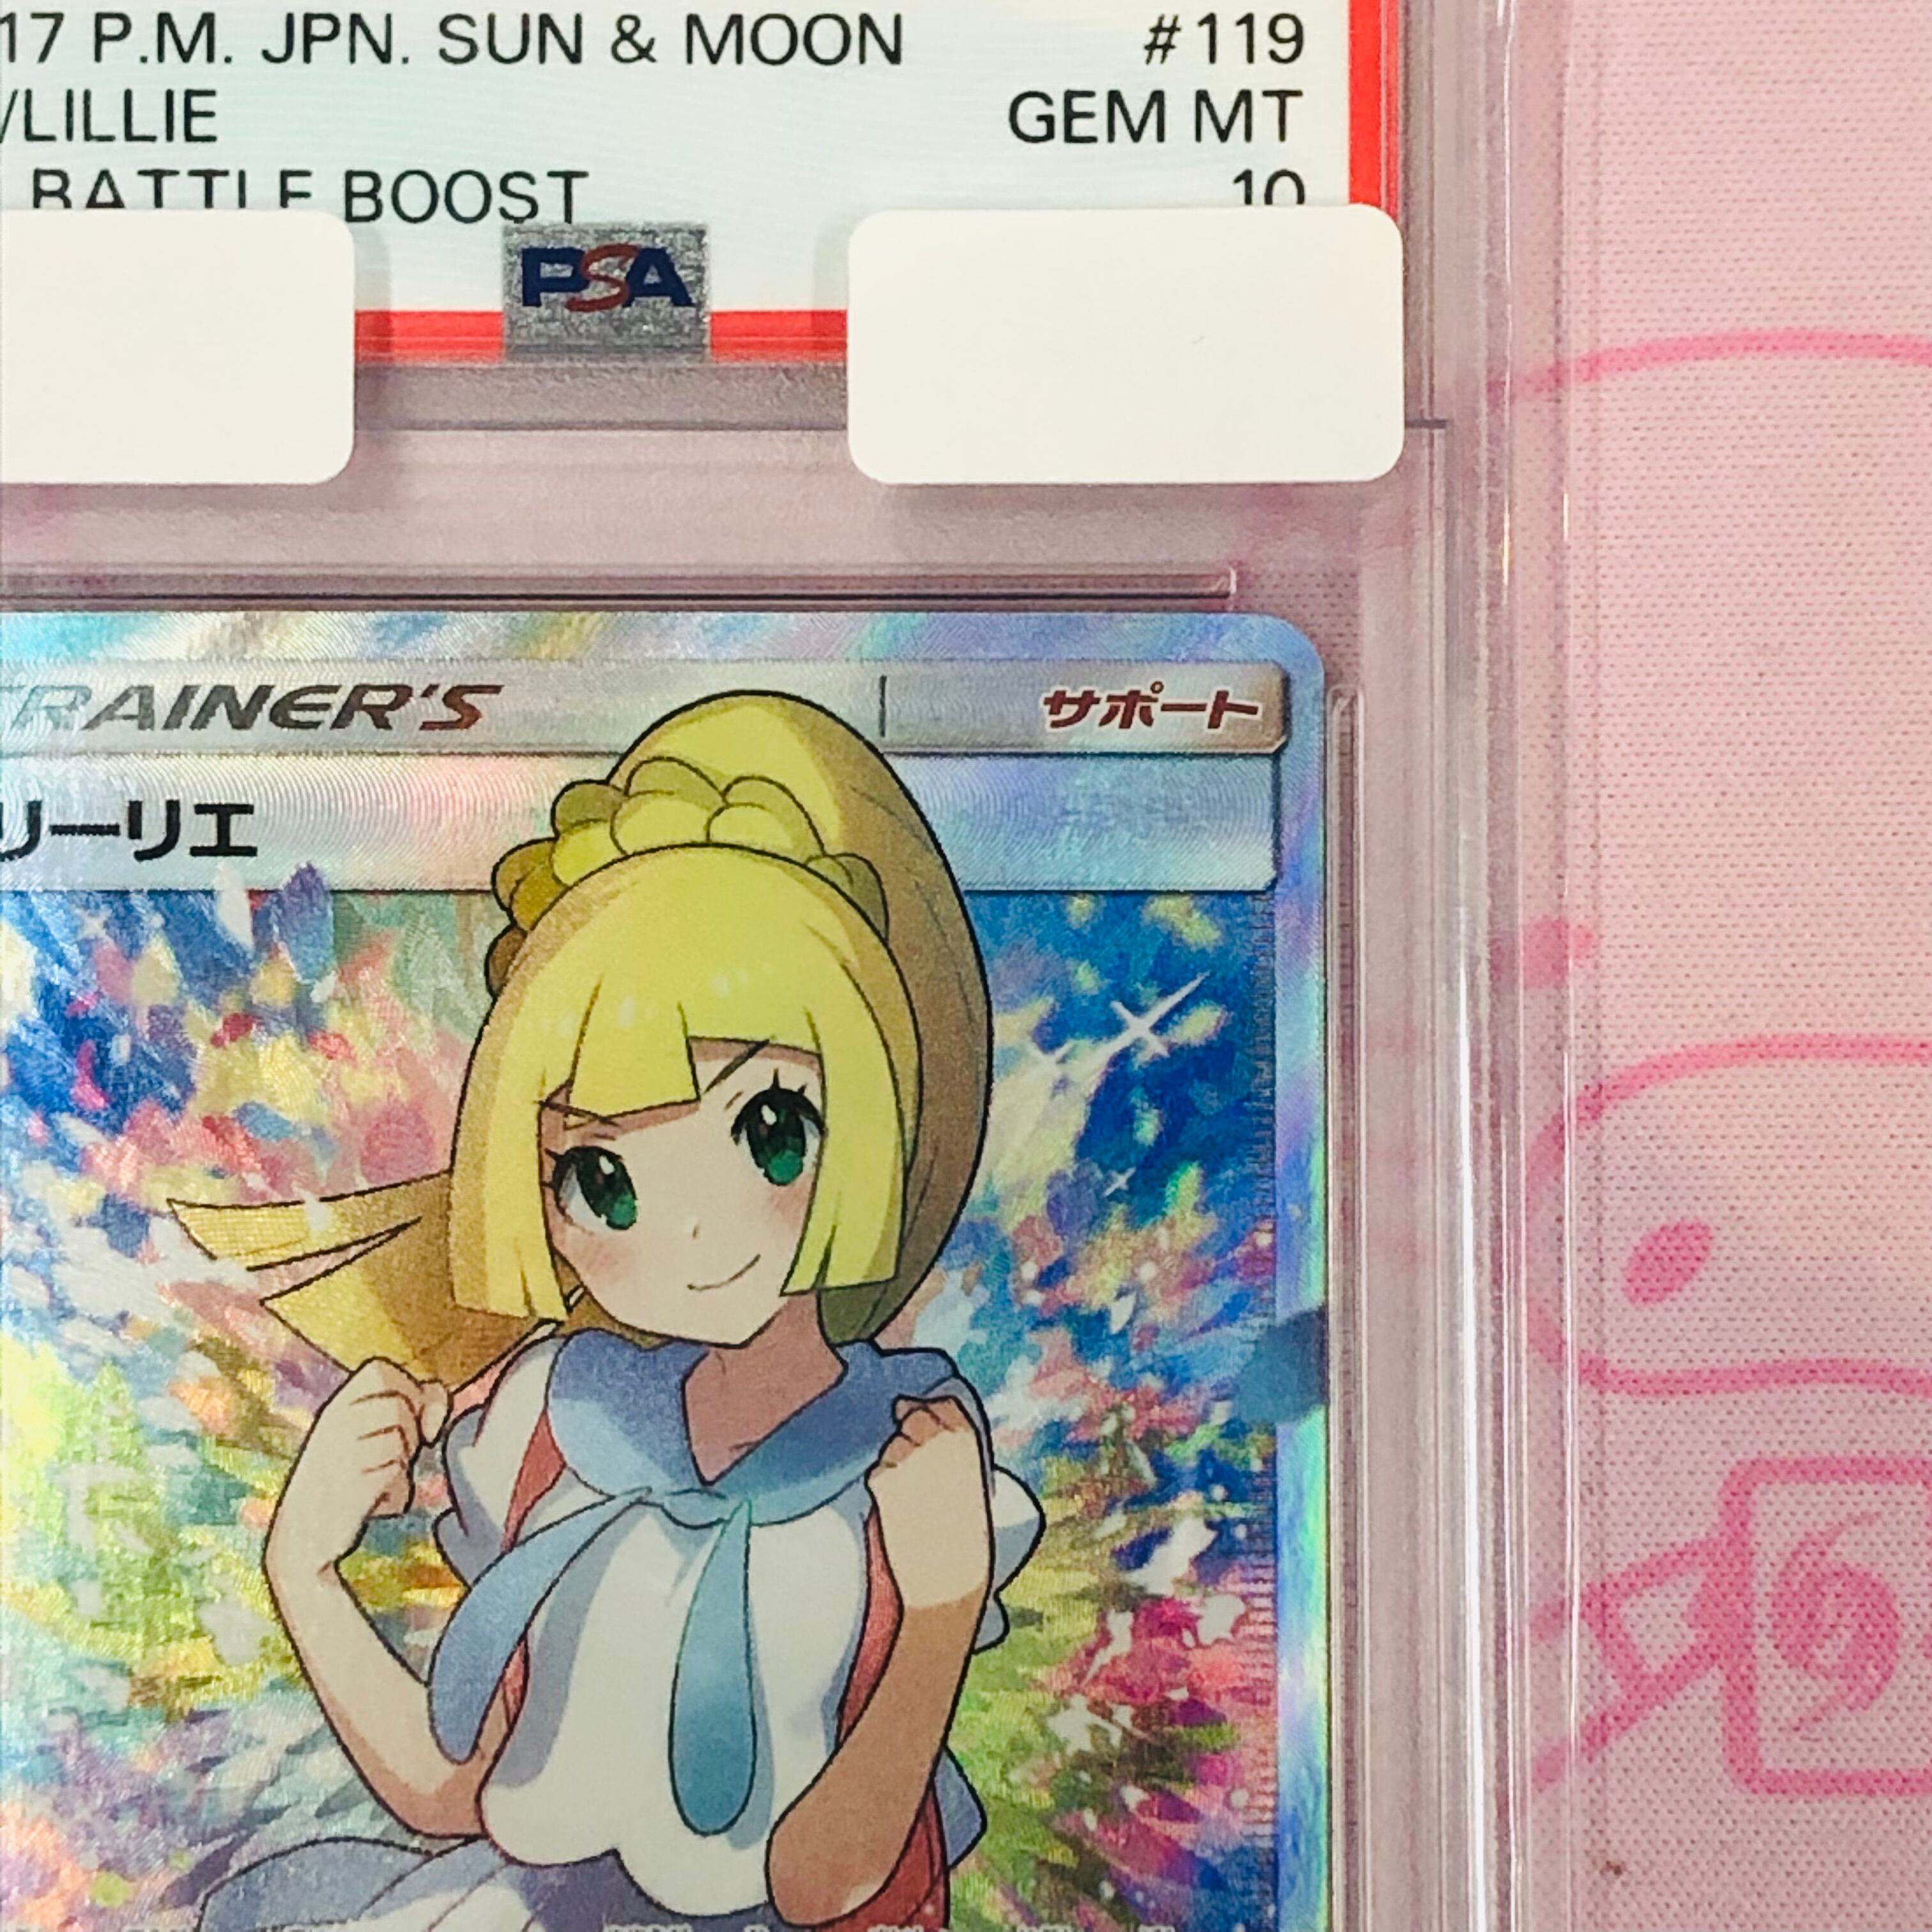 17 P.M. JPN. SUN & MOON #119
/LILLIE GEM MT
BATTLE BOOST 10
PSA
TRAINER'S サポート
リーリエ